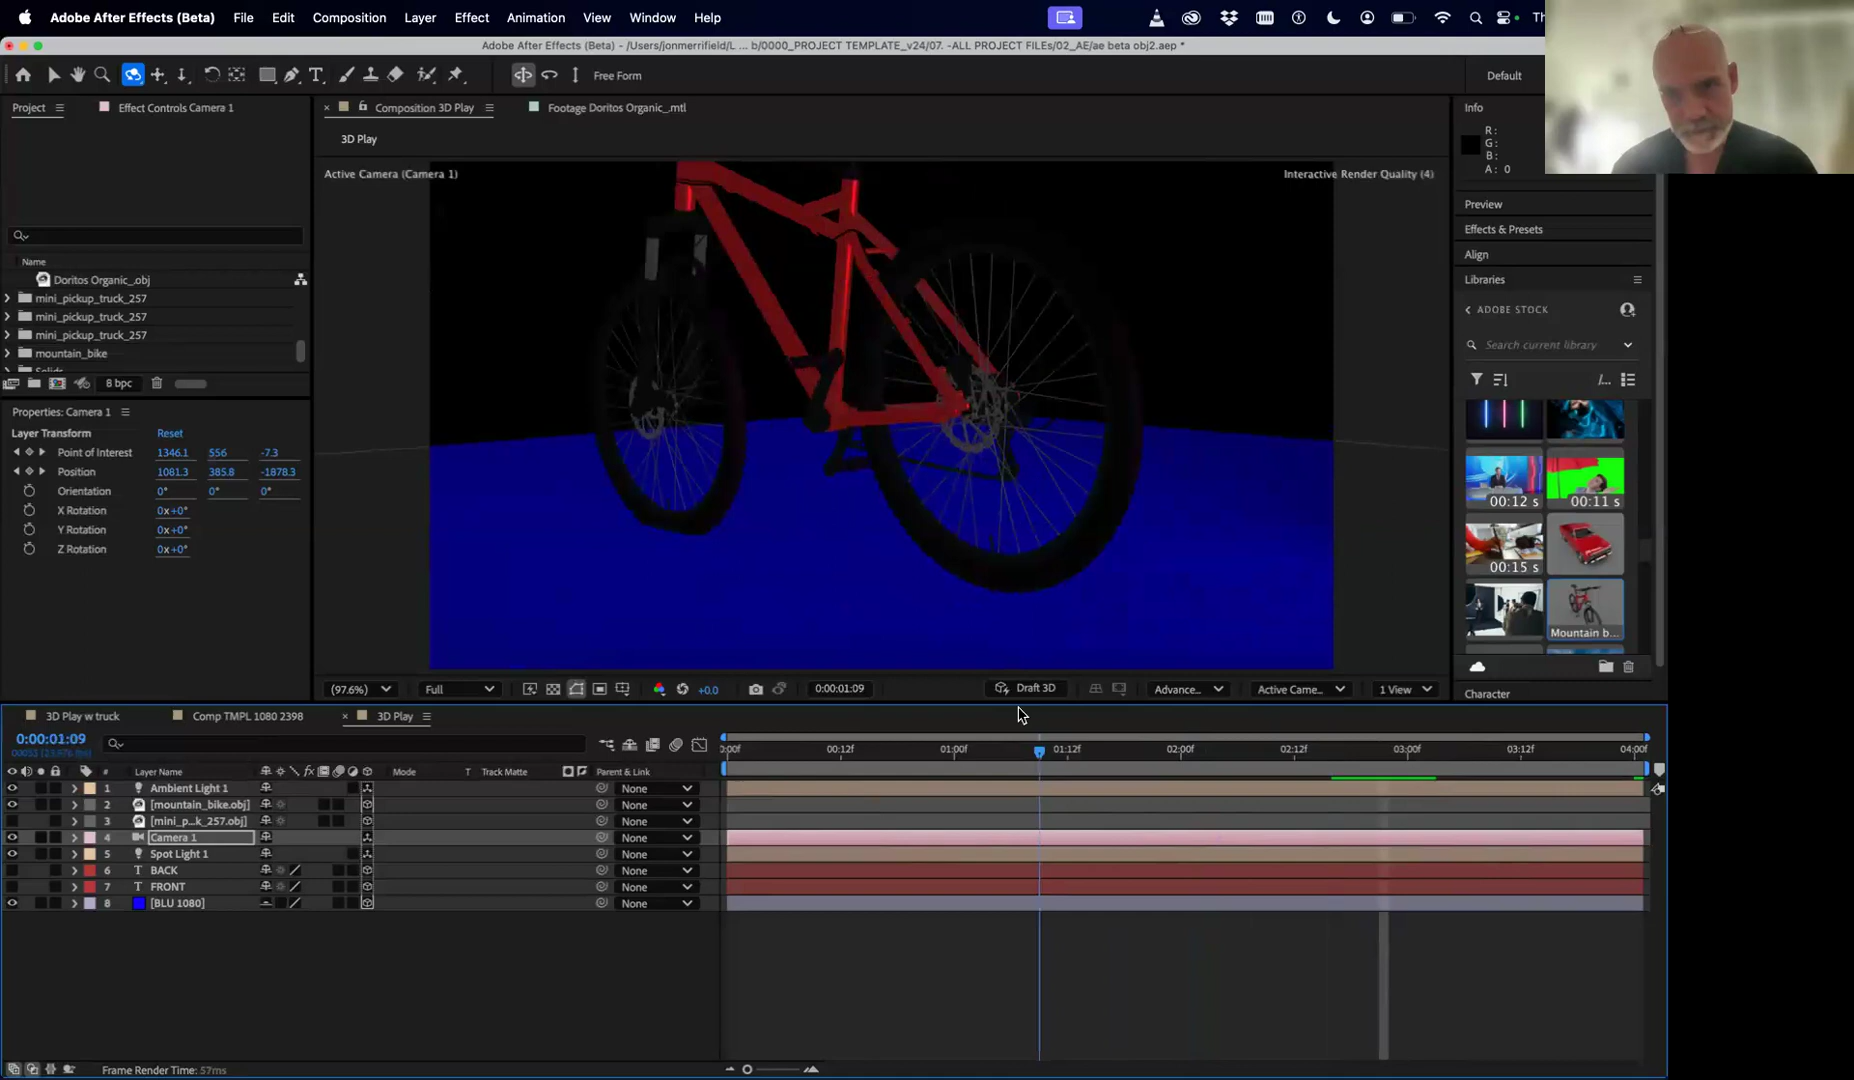 Adobe After Effects (Beta) File Edit Composition Layer Effect Animation View Window Help
Adobe After Effects (Beta) - /Users/jonmerrifield/L ... b/0000_PROJECT TEMPLATE_v24/07. -ALL PROJECT FILEs/02_AE/ae beta obj2.aep *
Free Form
Default
Project
Effect Controls Camera 1
Composition 3D Play
Footage Doritos Organic_.mtl
Info
3D Play
R:
G:
B:
A: 0
Active Camera (Camera 1)
Interactive Render Quality (4)
Preview
Effects & Presets
Align
Libraries
Name
Doritos Organic_.obj
mini_pickup_truck_257
mini_pickup_truck_257
mini_pickup_truck_257
mountain_bike
8 bpc
ADOBE STOCK
Search current library
Properties: Camera 1
Layer Transform Reset
Point of Interest 1346.1 556 -7.3
Position 1081.3 385.8 -1878.3
Orientation 0° 0° 0°
X Rotation 0x+0°
Y Rotation 0x+0°
Z Rotation 0x+0°
00:12 s
00:11 s
00:15 s
Mountain b...
Character
(97.6%) Full +0.0 0:00:01:09 Draft 3D Advance... Active Came... 1 View
3D Play w truck Comp TMPL 1080 2398 3D Play
0:00:01:09
:00f 00:12f 01:00f 01:12f 02:00f 02:12f 03:00f 03:12f 04:00f
# Layer Name fx Mode T Track Matte Parent & Link
1 Ambient Light 1 None
2 [mountain_bike.obj] None
3 [mini_p...k_257.obj] None
4 Camera 1 None
5 Spot Light 1 None
6 T BACK None
7 T FRONT None
8 [BLU 1080] None
Frame Render Time: 57ms